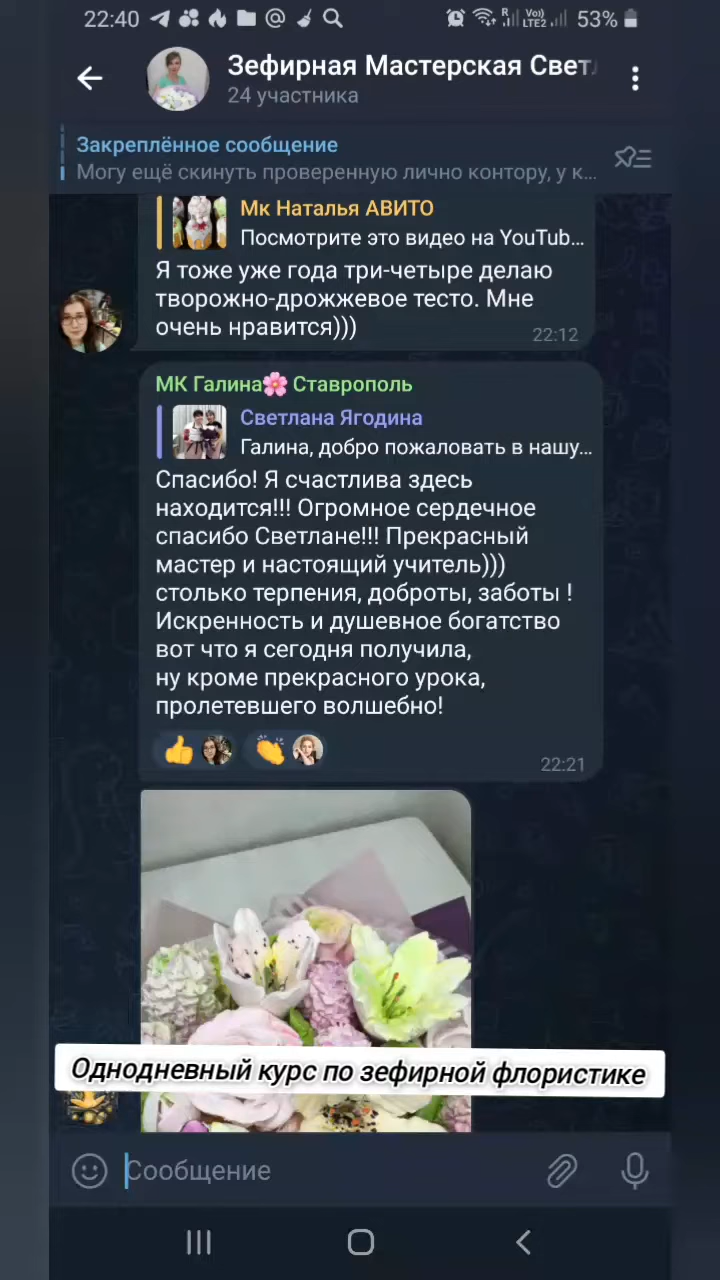 22:40
R Vo)) LTE2 53%
Зефирная Мастерская Свет
24 участника
Закреплённое сообщение
Могу ещё скинуть проверенную лично контору, у к...
Мк Наталья АВИТО
Посмотрите это видео на YouTub...
Я тоже уже года три-четыре делаю
творожно-дрожжевое тесто. Мне
очень нравится)))
22:12
МК Галина🌸 Ставрополь
Светлана Ягодина
Галина, добро пожаловать в нашу...
Спасибо! Я счастлива здесь
находится!!! Огромное сердечное
спасибо Светлане!!! Прекрасный
мастер и настоящий учитель)))
столько терпения, доброты, заботы !
Искренность и душевное богатство
вот что я сегодня получила,
ну кроме прекрасного урока,
пролетевшего волшебно!
22:21
Однодневный курс по зефирной флористике
Сообщение